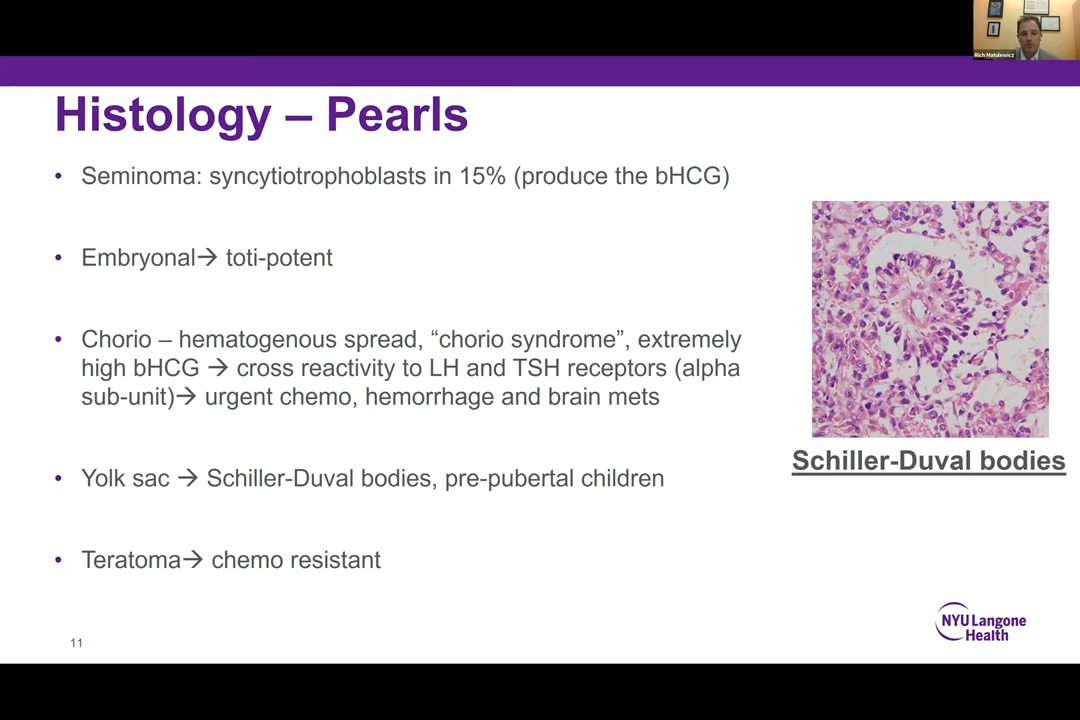 Rich Matulewicz
Histology – Pearls
• Seminoma: syncytiotrophoblasts in 15% (produce the bHCG)
• Embryonal→ toti-potent
• Chorio – hematogenous spread, “chorio syndrome”, extremely
high bHCG → cross reactivity to LH and TSH receptors (alpha
sub-unit)→ urgent chemo, hemorrhage and brain mets
• Yolk sac → Schiller-Duval bodies, pre-pubertal children
• Teratoma→ chemo resistant
Schiller-Duval bodies
11
NYU Langone
Health